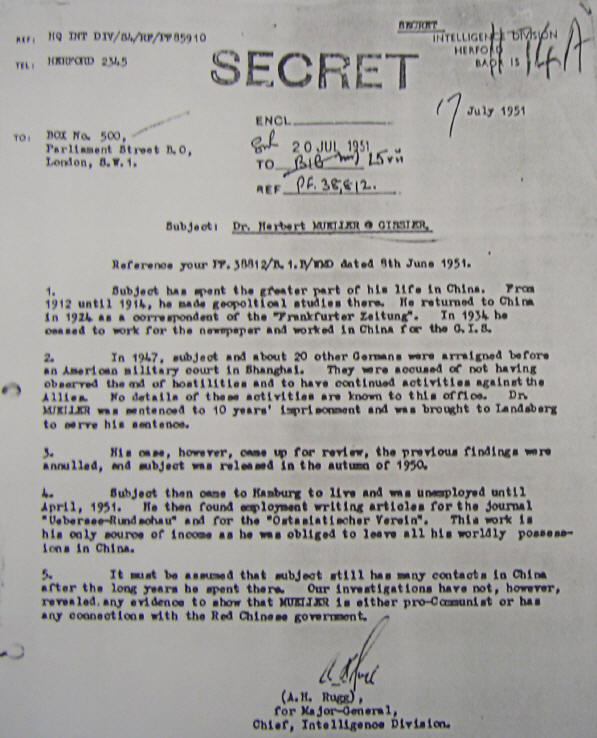 REF: HQ INT DIV/B4/RP/PF85910
TEL: HERFORD 2345
SECRET
INTELLIGENCE DIVISION
HERFORD
BAOR 15
14A
SECRET
17 July 1951
ENCL
20 JUL 1951
TO B1B 25 vii
REF PF.38,812.
TO: BOX No. 500,
Parliament Street B.O,
London, S.W.1.
Subject: Dr. Herbert MUELLER @ GIRSTER.
Reference your PF.38812/B.1.B/ dated 8th June 1951.
1. Subject has spent the greater part of his life in China. From
1912 until 1914, he made geopoltical studies there. He returned to China
in 1924 as a correspondent of the "Frankfurter Zeitung". In 1934 he
ceased to work for the newspaper and worked in China for the G.I.S.
2. In 1947, subject and about 20 other Germans were arraigned before
an American military court in Shanghai. They were accused of not having
observed the end of hostilities and to have continued activities against the
Allies. No details of these activities are known to this office. Dr.
MUELLER was sentenced to 10 years' imprisonment and was brought to Landsberg
to serve his sentence.
3. His case, however, came up for review, the previous findings were
annulled, and subject was released in the autumn of 1950.
4. Subject then came to Hamburg to live and was unemployed until
April, 1951. He then found employment writing articles for the journal
"Uebersee-Rundschau" and for the "Ostasiatischer Verein". This work is
his only source of income as he was obliged to leave all his worldly possess-
ions in China.
5. It must be assumed that subject still has many contacts in China
after the long years he spent there. Our investigations have not, however,
revealed any evidence to show that MUELLER is either pro-Communist or has
any connections with the Red Chinese government.
(A.H. Rugg),
for Major-General,
Chief, Intelligence Division.